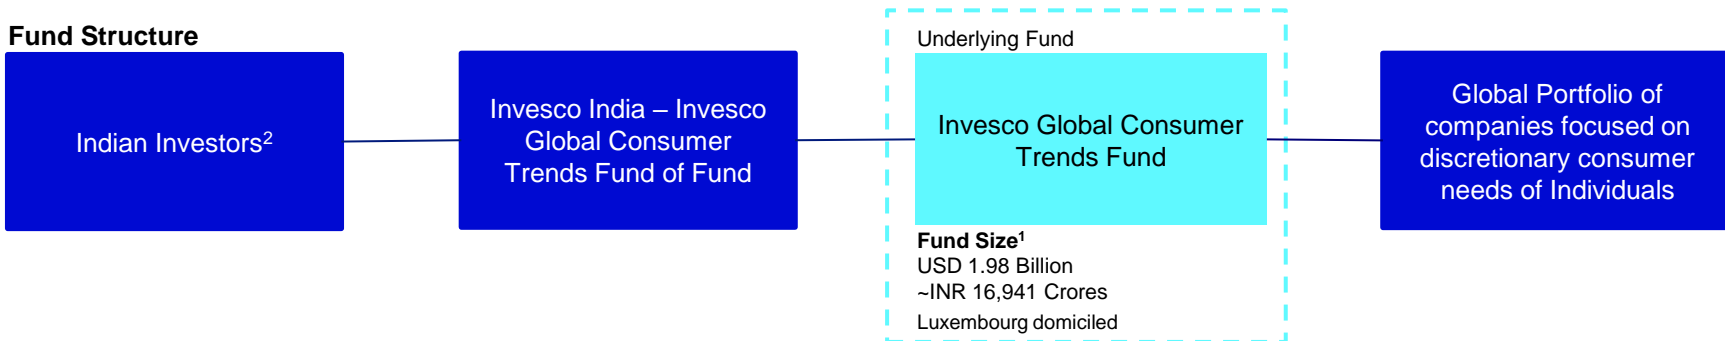 Fund Structure
Indian Investors²
Invesco India – Invesco
Global Consumer
Trends Fund of Fund
Underlying Fund
Invesco Global Consumer
Trends Fund
Fund Size¹
USD 1.98 Billion
~INR 16,941 Crores
Luxembourg domiciled
Global Portfolio of
companies focused on
discretionary consumer
needs of Individuals